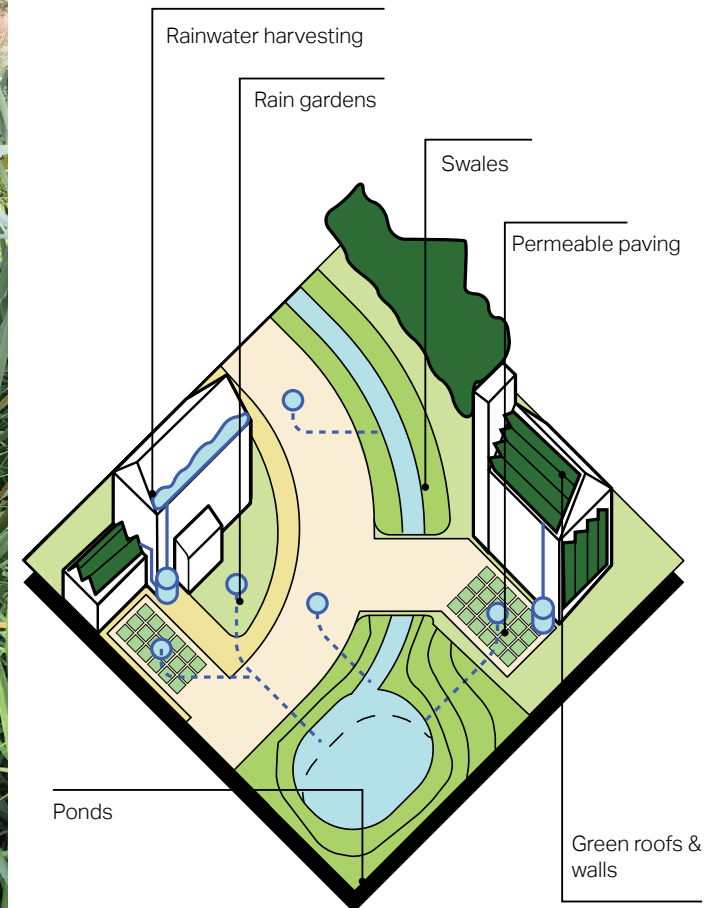 Rainwater harvesting
Rain gardens
Swales
Permeable paving
Ponds
Green roofs &
walls